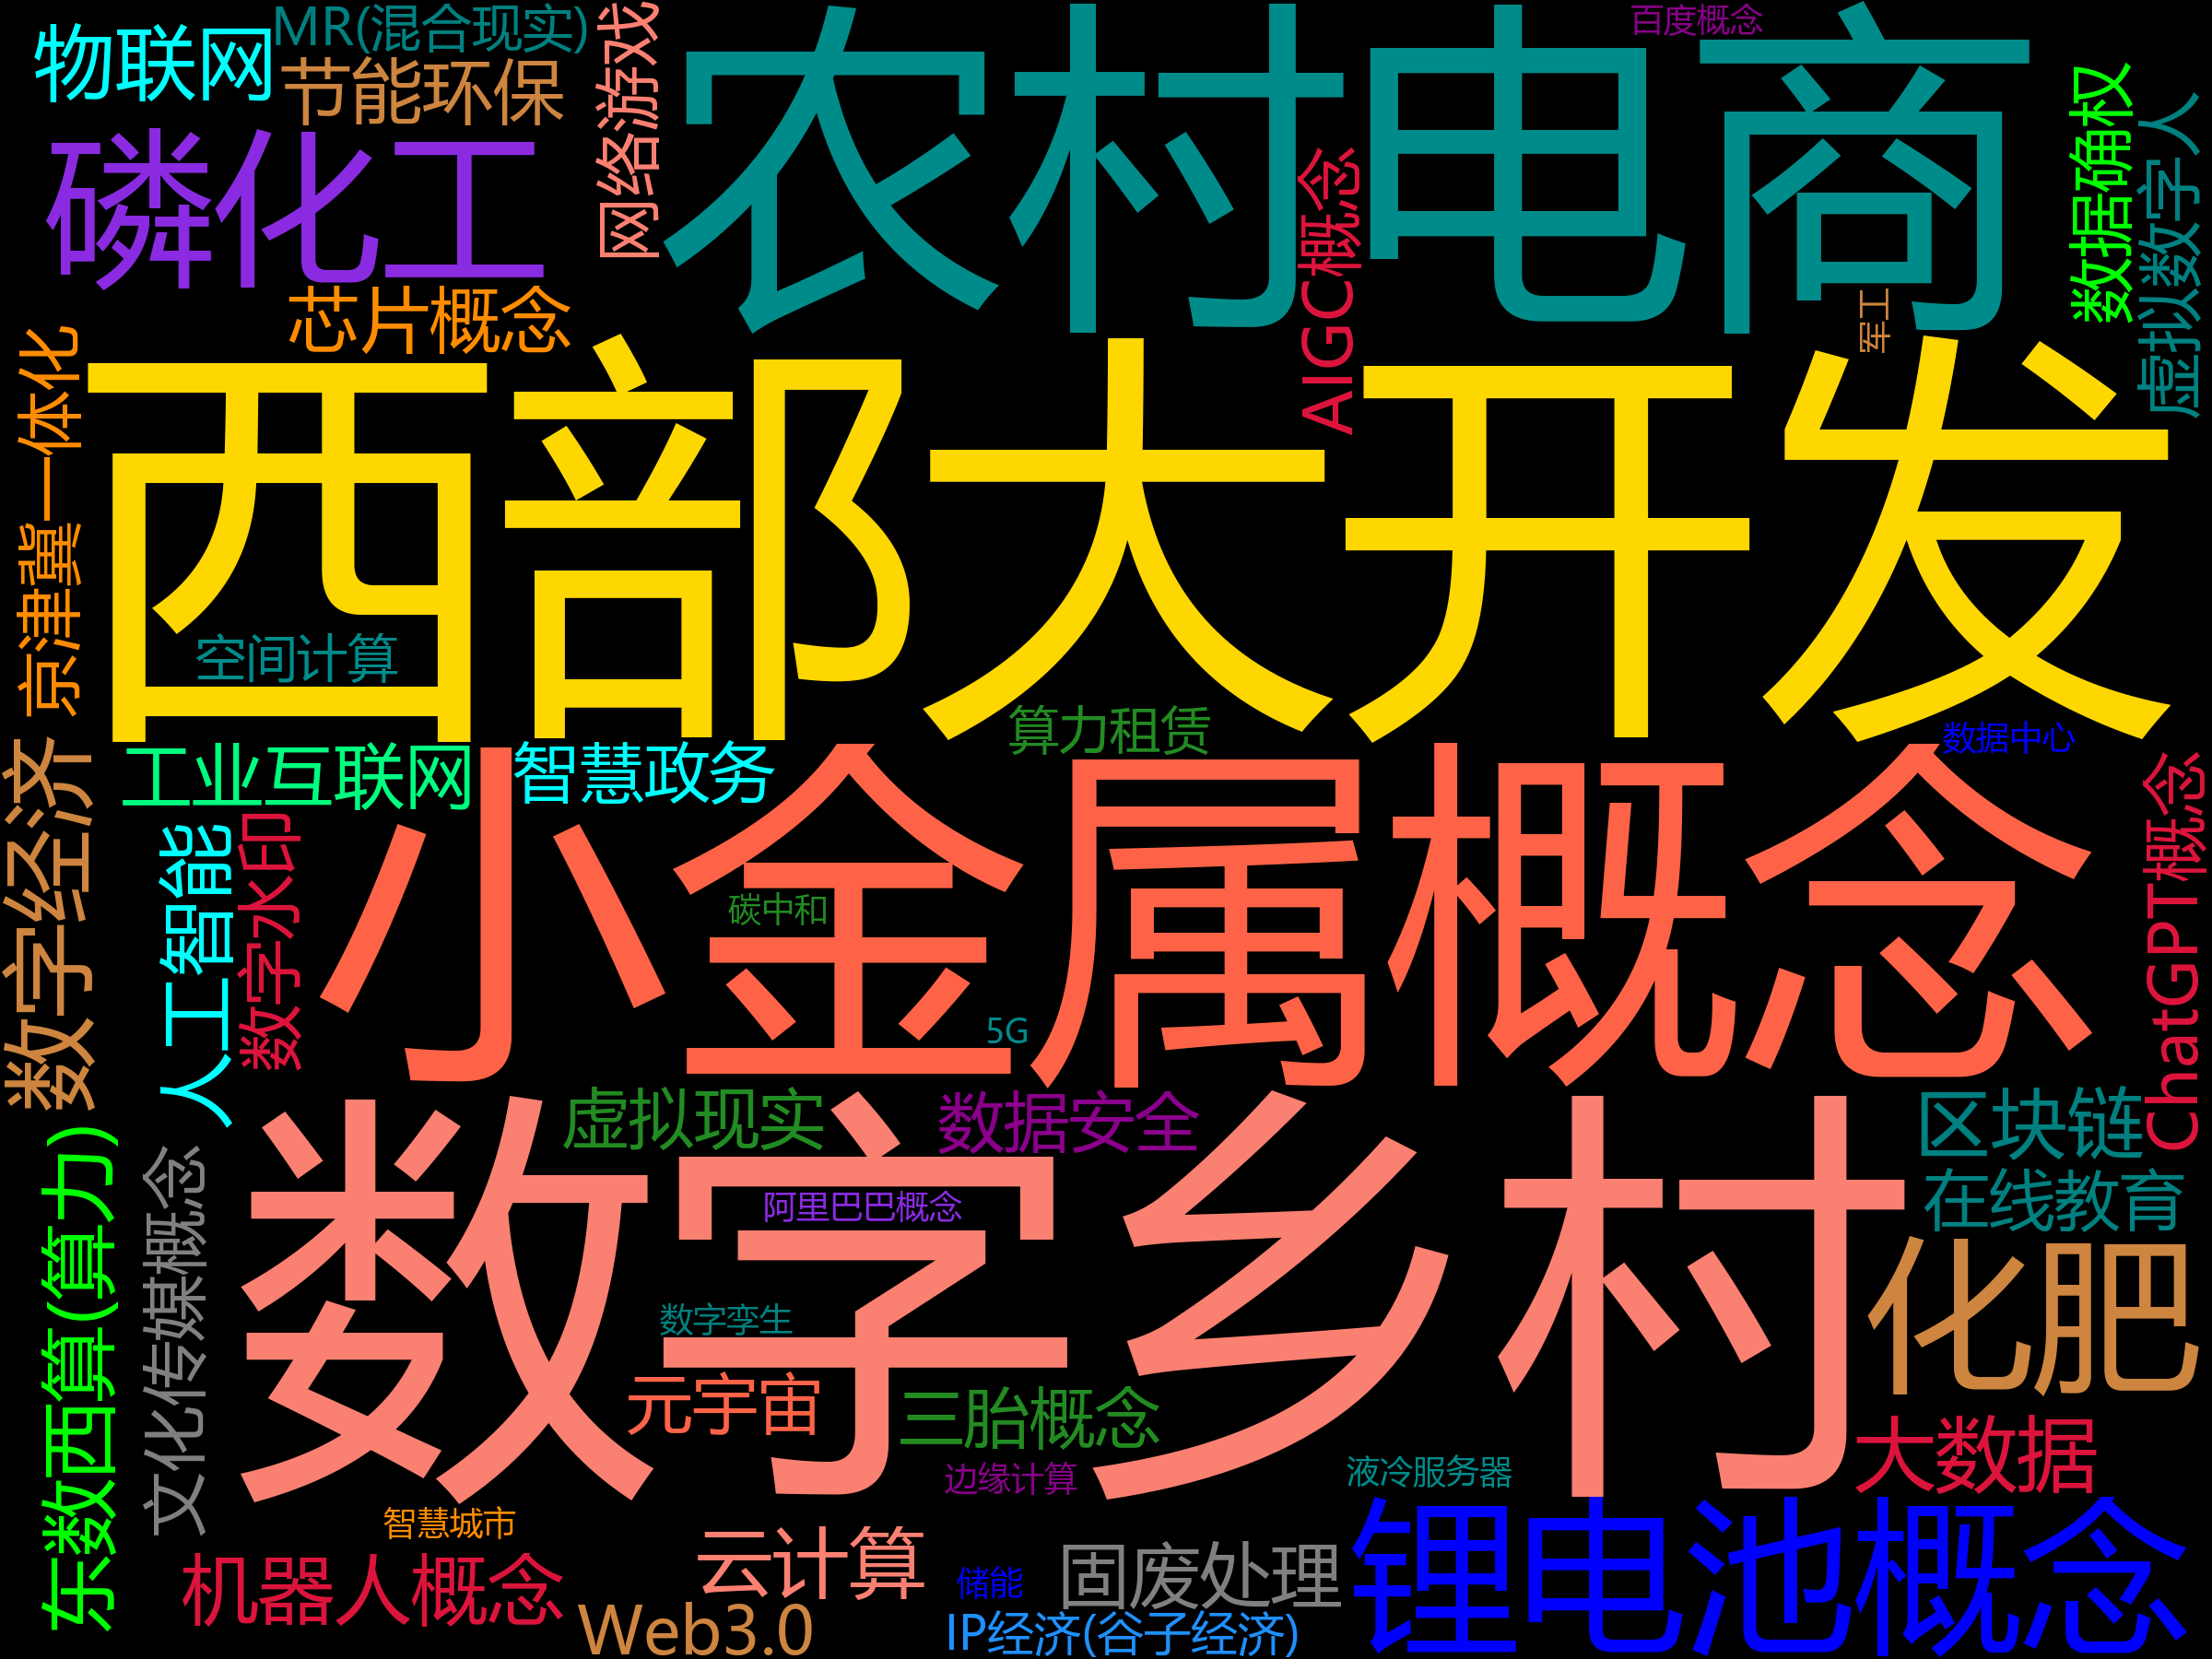 物联网
MR(混合现实)
节能环保
网络游戏
农村电商
百度概念
数据确权
虚拟数字人
磷化工
AIGC概念
芯片概念
军工
京津冀一体化
西部大开发
空间计算
算力租赁
数据中心
工业互联网
智慧政务
数字经济
人工智能
数字水印
小金属概念
碳中和
5G
ChatGPT概念
虚拟现实
数据安全
区块链
在线教育
东数西算(算力)
文化传媒概念
数字乡村
阿里巴巴概念
数字孪生
化肥
元宇宙
三胎概念
大数据
边缘计算
液冷服务器
智慧城市
机器人概念
云计算
储能
固废处理
锂电池概念
Web3.0
IP经济(谷子经济)